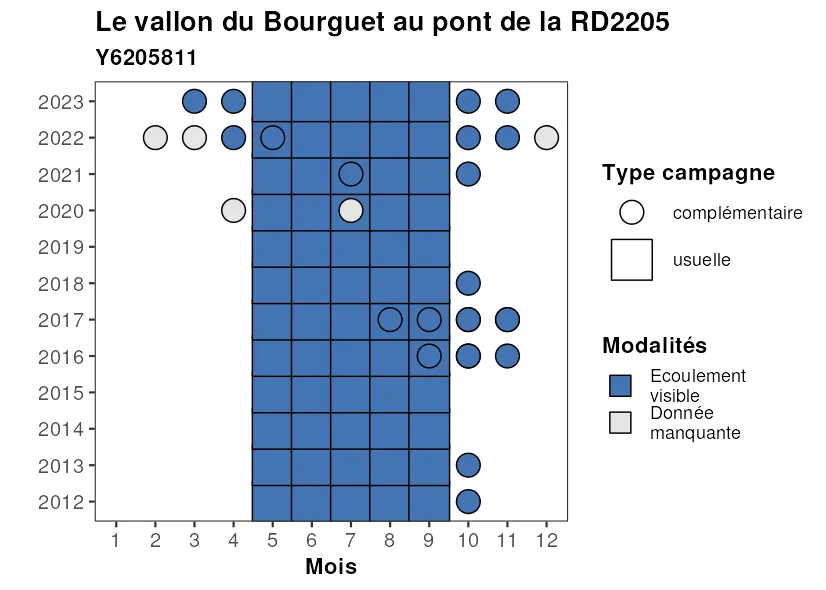 Le vallon du Bourguet au pont de la RD2205
Y6205811
2023
2022
2021
2020
2019
2018
2017
2016
2015
2014
2013
2012
1 2 3 4 5 6 7 8 9 10 11 12
Mois
Type campagne
complémentaire
usuelle
Modalités
Ecoulement
visible
Donnée
manquante